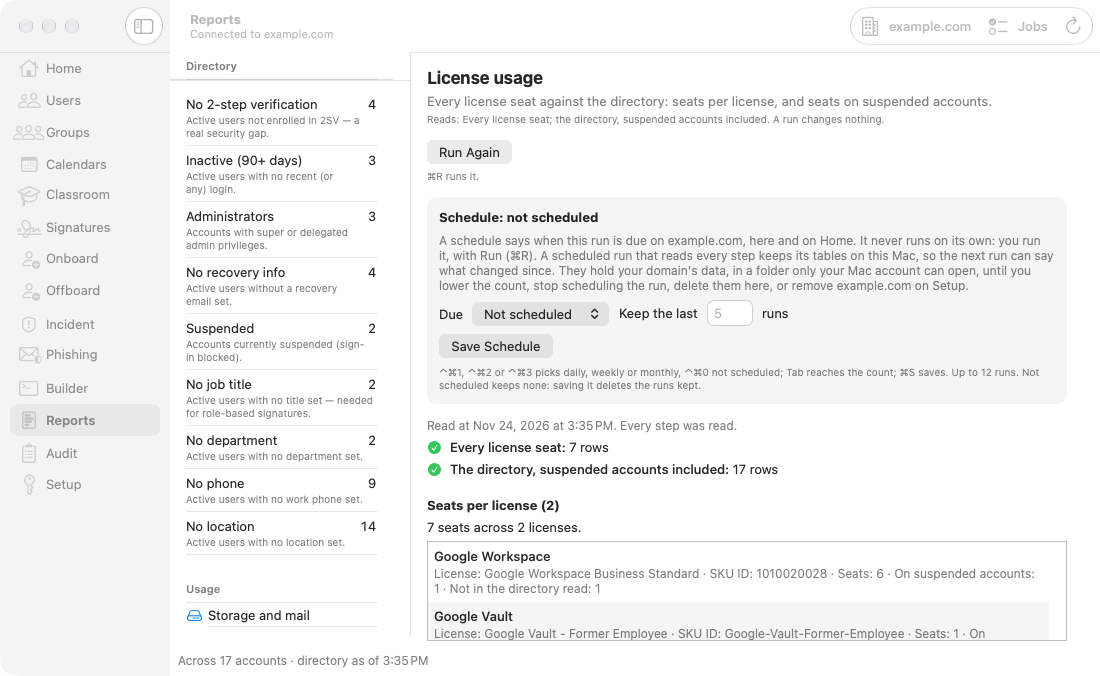 Reports
Connected to example.com
example.com
Jobs
Home
Users
Groups
Calendars
Classroom
Signatures
Onboard
Offboard
Incident
Phishing
Builder
Reports
Audit
Setup
Directory
No 2-step verification 4
Active users not enrolled in 2SV — a
real security gap.
Inactive (90+ days) 3
Active users with no recent (or
any) login.
Administrators 3
Accounts with super or delegated
admin privileges.
No recovery info 4
Active users without a recovery
email set.
Suspended 2
Accounts currently suspended (sign-
in blocked).
No job title 2
Active users with no title set — needed
for role-based signatures.
No department 2
Active users with no department set.
No phone 9
Active users with no work phone set.
No location 14
Active users with no location set.
Usage
Storage and mail
License usage
Every license seat against the directory: seats per license, and seats on suspended accounts.
Reads: Every license seat; the directory, suspended accounts included. A run changes nothing.
Run Again
⌘R runs it.
Schedule: not scheduled
A schedule says when this run is due on example.com, here and on Home. It never runs on its own: you run
it, with Run (⌘R). A scheduled run that reads every step keeps its tables on this Mac, so the next run can say
what changed since. They hold your domain's data, in a folder only your Mac account can open, until you
lower the count, stop scheduling the run, delete them here, or remove example.com on Setup.
Due Not scheduled Keep the last 5 runs
Save Schedule
^⌘1, ^⌘2 or ^⌘3 picks daily, weekly or monthly, ^⌘0 not scheduled; Tab reaches the count; ⌘S saves. Up to 12 runs. Not
scheduled keeps none: saving it deletes the runs kept.
Read at Nov 24, 2026 at 3:35 PM. Every step was read.
Every license seat: 7 rows
The directory, suspended accounts included: 17 rows
Seats per license (2)
7 seats across 2 licenses.
Google Workspace
License: Google Workspace Business Standard · SKU ID: 1010020028 · Seats: 6 · On suspended accounts:
1 · Not in the directory read: 1
Google Vault
License: Google Vault - Former Employee · SKU ID: Google-Vault-Former-Employee · Seats: 1 · On
Across 17 accounts · directory as of 3:35 PM